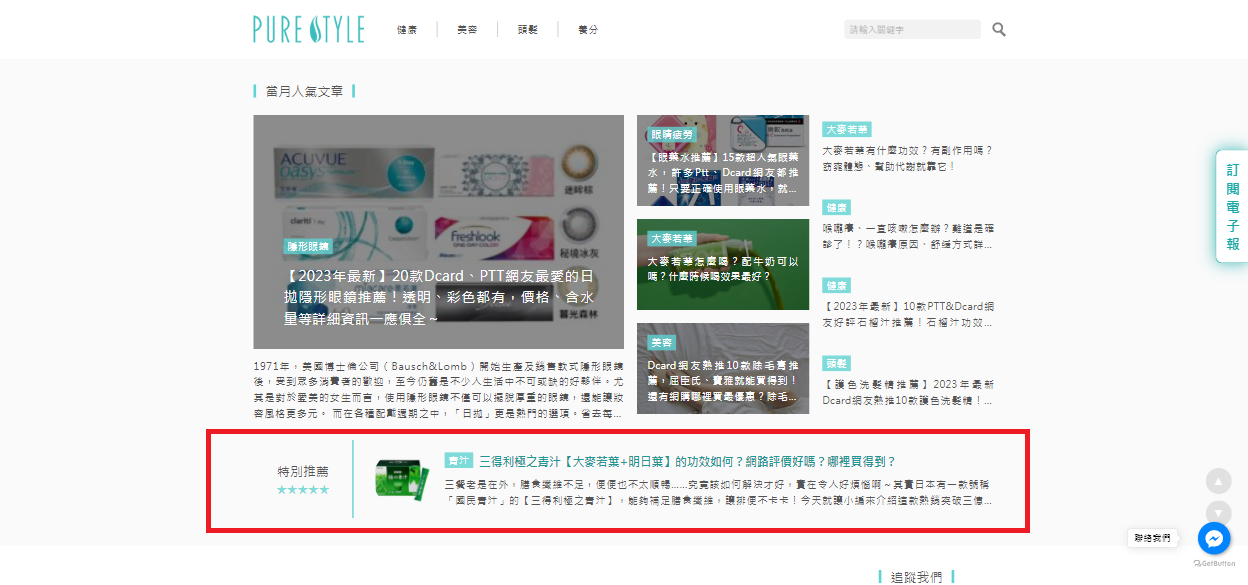 PURE STYLE
健康
美容
頭髮
養分
請輸入關鍵字
當月人氣文章
ACUVUE
oasys
clariti
freshlook
ONE-DAY COLOR
迷眸棕
秘境冰灰
暮光森林
隱形眼鏡
【2023年最新】20款Dcard、PTT網友最愛的日
拋隱形眼鏡推薦！透明、彩色都有，價格、含水
量等詳細資訊一應俱全～
1971年，美國博士倫公司（Bausch&Lomb）開始生產及銷售軟式隱形眼鏡
後，受到眾多消費者的歡迎，至今仍舊是不少人生活中不可或缺的好夥伴。尤
其是對於愛美的女生而言，使用隱形眼鏡不僅可以擺脫厚重的眼鏡，還能讓妝
容風格更多元。 而在各種配戴週期之中，「日拋」更是熱門的選項。省去每...
眼睛疲勞
【眼藥水推薦】15款超人氣眼藥
水，許多Ptt、Dcard網友都推
薦！只要正確使用眼藥水，就...
大麥若葉
大麥若葉怎麼喝？配牛奶可以
嗎？什麼時候喝效果最好？
美容
Dcard網友熱推10款除毛膏推
薦，屈臣氏、寶雅就能買得到！
還有網購哪裡買最優惠？除毛...
大麥若葉
大麥若葉有什麼功效？有副作用嗎？
窈窕體態、幫助代謝就靠它！
健康
喉嚨癢、一直咳嗽怎麼辦？難道是確
診了！？喉嚨癢原因、舒緩方式詳...
健康
【2023年最新】10款PTT&Dcard網
友好評石榴汁推薦！石榴汁功效...
頭髮
【護色洗髮精推薦】2023年最新
Dcard網友熱推10款護色洗髮精！...
特別推薦
★★★★★
青汁
三得利極之青汁【大麥若葉+明日葉】的功效如何？網路評價好嗎？哪裡買得到？
三餐老是在外，膳食纖維不足，便便也不太順暢......究竟該如何解決才好，實在令人好煩惱啊～其實日本有一款號稱
「國民青汁」的【三得利極之青汁】，能夠補足膳食纖維，讓排便不卡卡！今天就讓小編來介紹這款熱銷突破三億...
訂閱電子報
聯絡我們
GetButton
追蹤我們